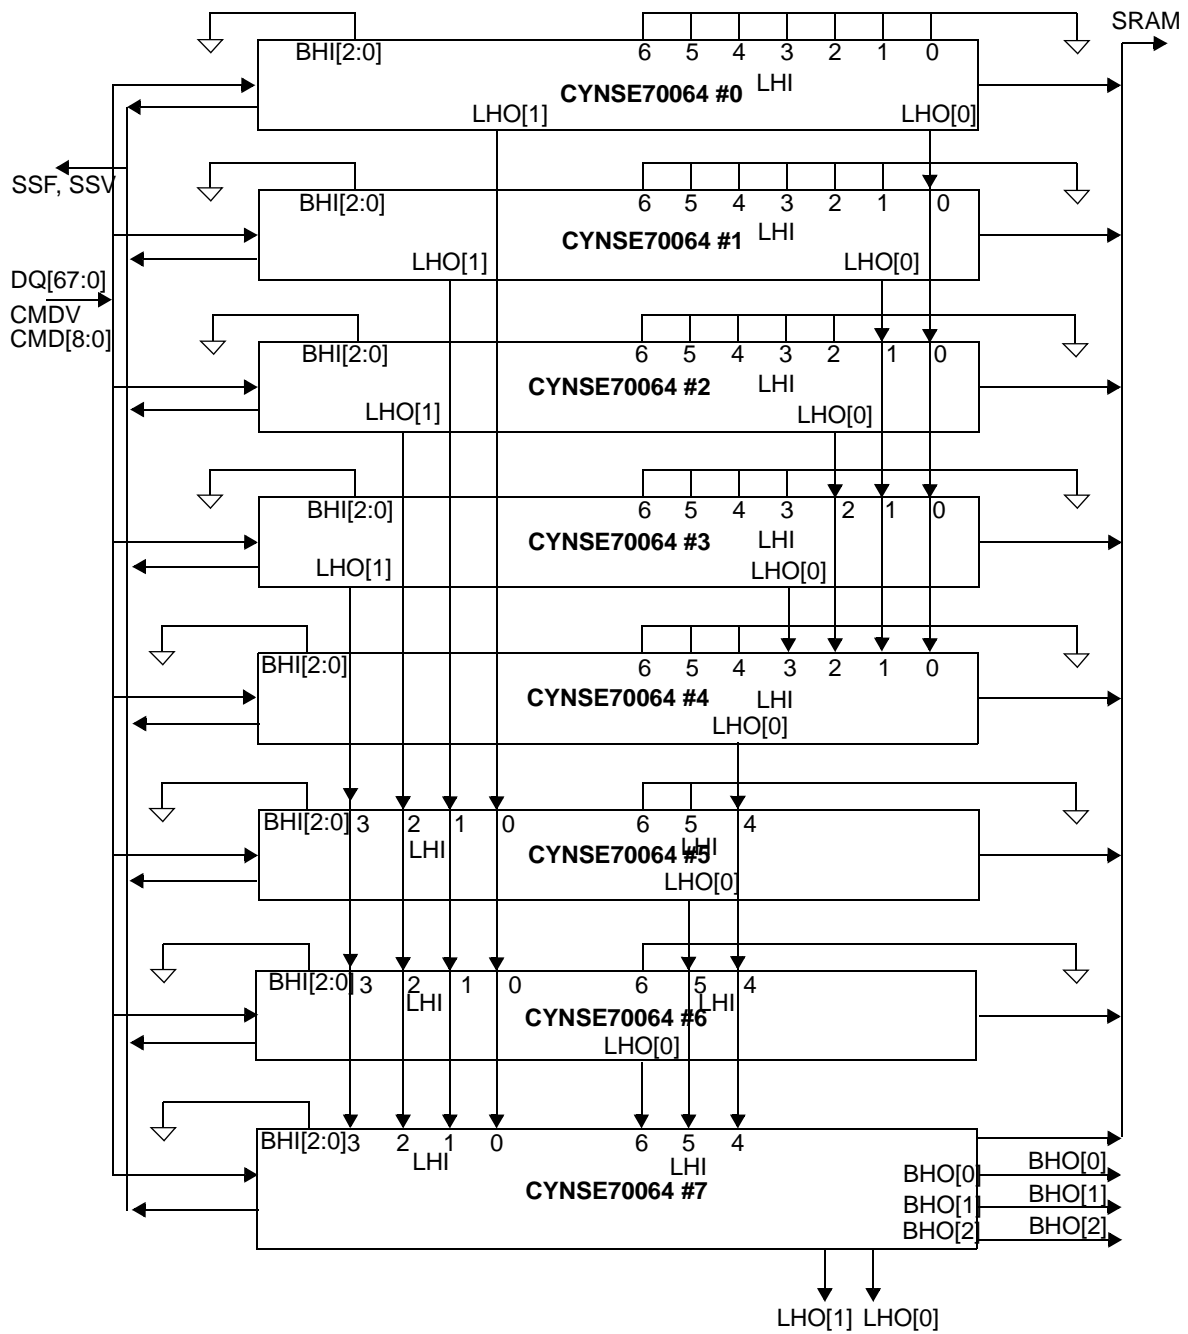 SRAM
BHI[2:0] 6 5 4 3 2 1 0
LHI
CYNSE70064 #0
LHO[1] LHO[0]
SSF, SSV
BHI[2:0] 6 5 4 3 2 1 0
LHI
CYNSE70064 #1
LHO[1] LHO[0]
DQ[67:0]
CMDV
CMD[8:0]
BHI[2:0] 6 5 4 3 2 1 0
LHI
CYNSE70064 #2
LHO[1] LHO[0]
BHI[2:0] 6 5 4 3 2 1 0
LHI
CYNSE70064 #3
LHO[1] LHO[0]
BHI[2:0] 6 5 4 3 2 1 0
LHI
CYNSE70064 #4
LHO[0]
BHI[2:0] 3 2 1 0 6 5 4
LHI LHI
CYNSE70064 #5
LHO[0]
BHI[2:0] 3 2 1 0 6 5 4
LHI LHI
CYNSE70064 #6
LHO[0]
BHI[2:0] 3 2 1 0 6 5 4
LHI LHI
CYNSE70064 #7
BHO[0] BHO[0]
BHO[1] BHO[1]
BHO[2] BHO[2]
LHO[1] LHO[0]